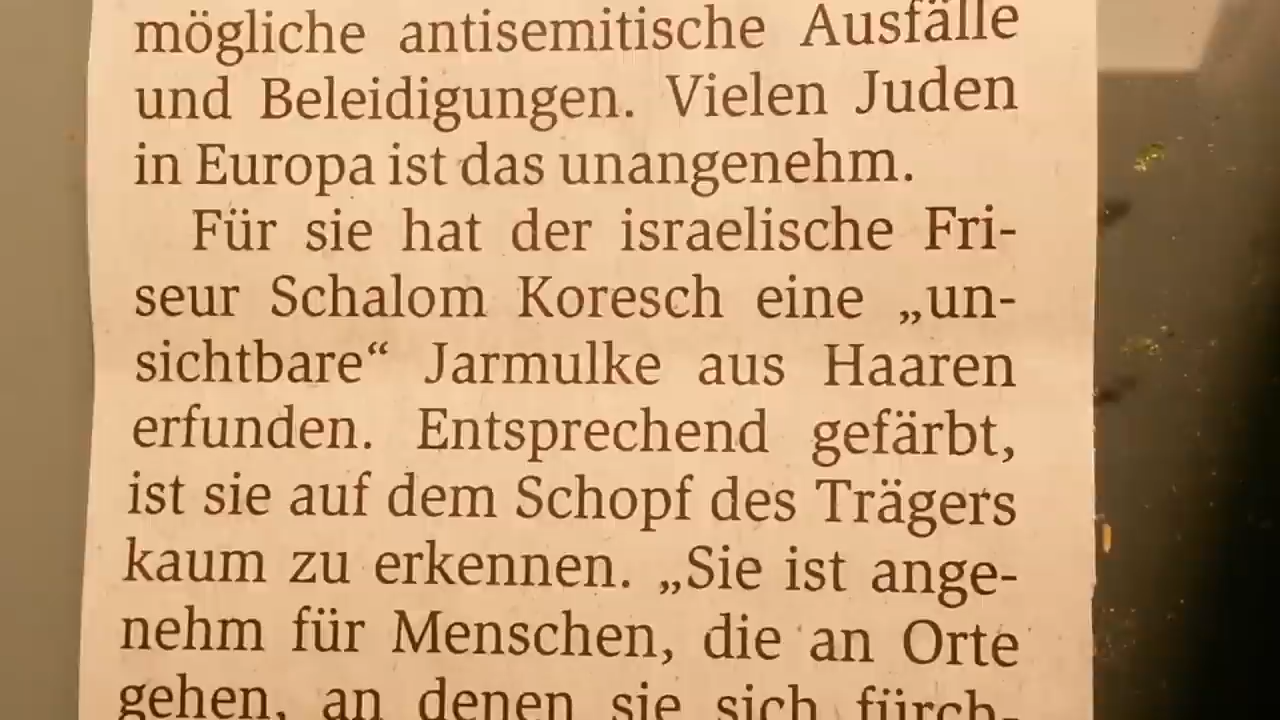 mögliche antisemitische Ausfälle
und Beleidigungen. Vielen Juden
in Europa ist das unangenehm.
Für sie hat der israelische Fri-
seur Schalom Koresch eine „un-
sichtbare“ Jarmulke aus Haaren
erfunden. Entsprechend gefärbt,
ist sie auf dem Schopf des Trägers
kaum zu erkennen. „Sie ist ange-
nehm für Menschen, die an Orte
gehen, an denen sie sich fürch-